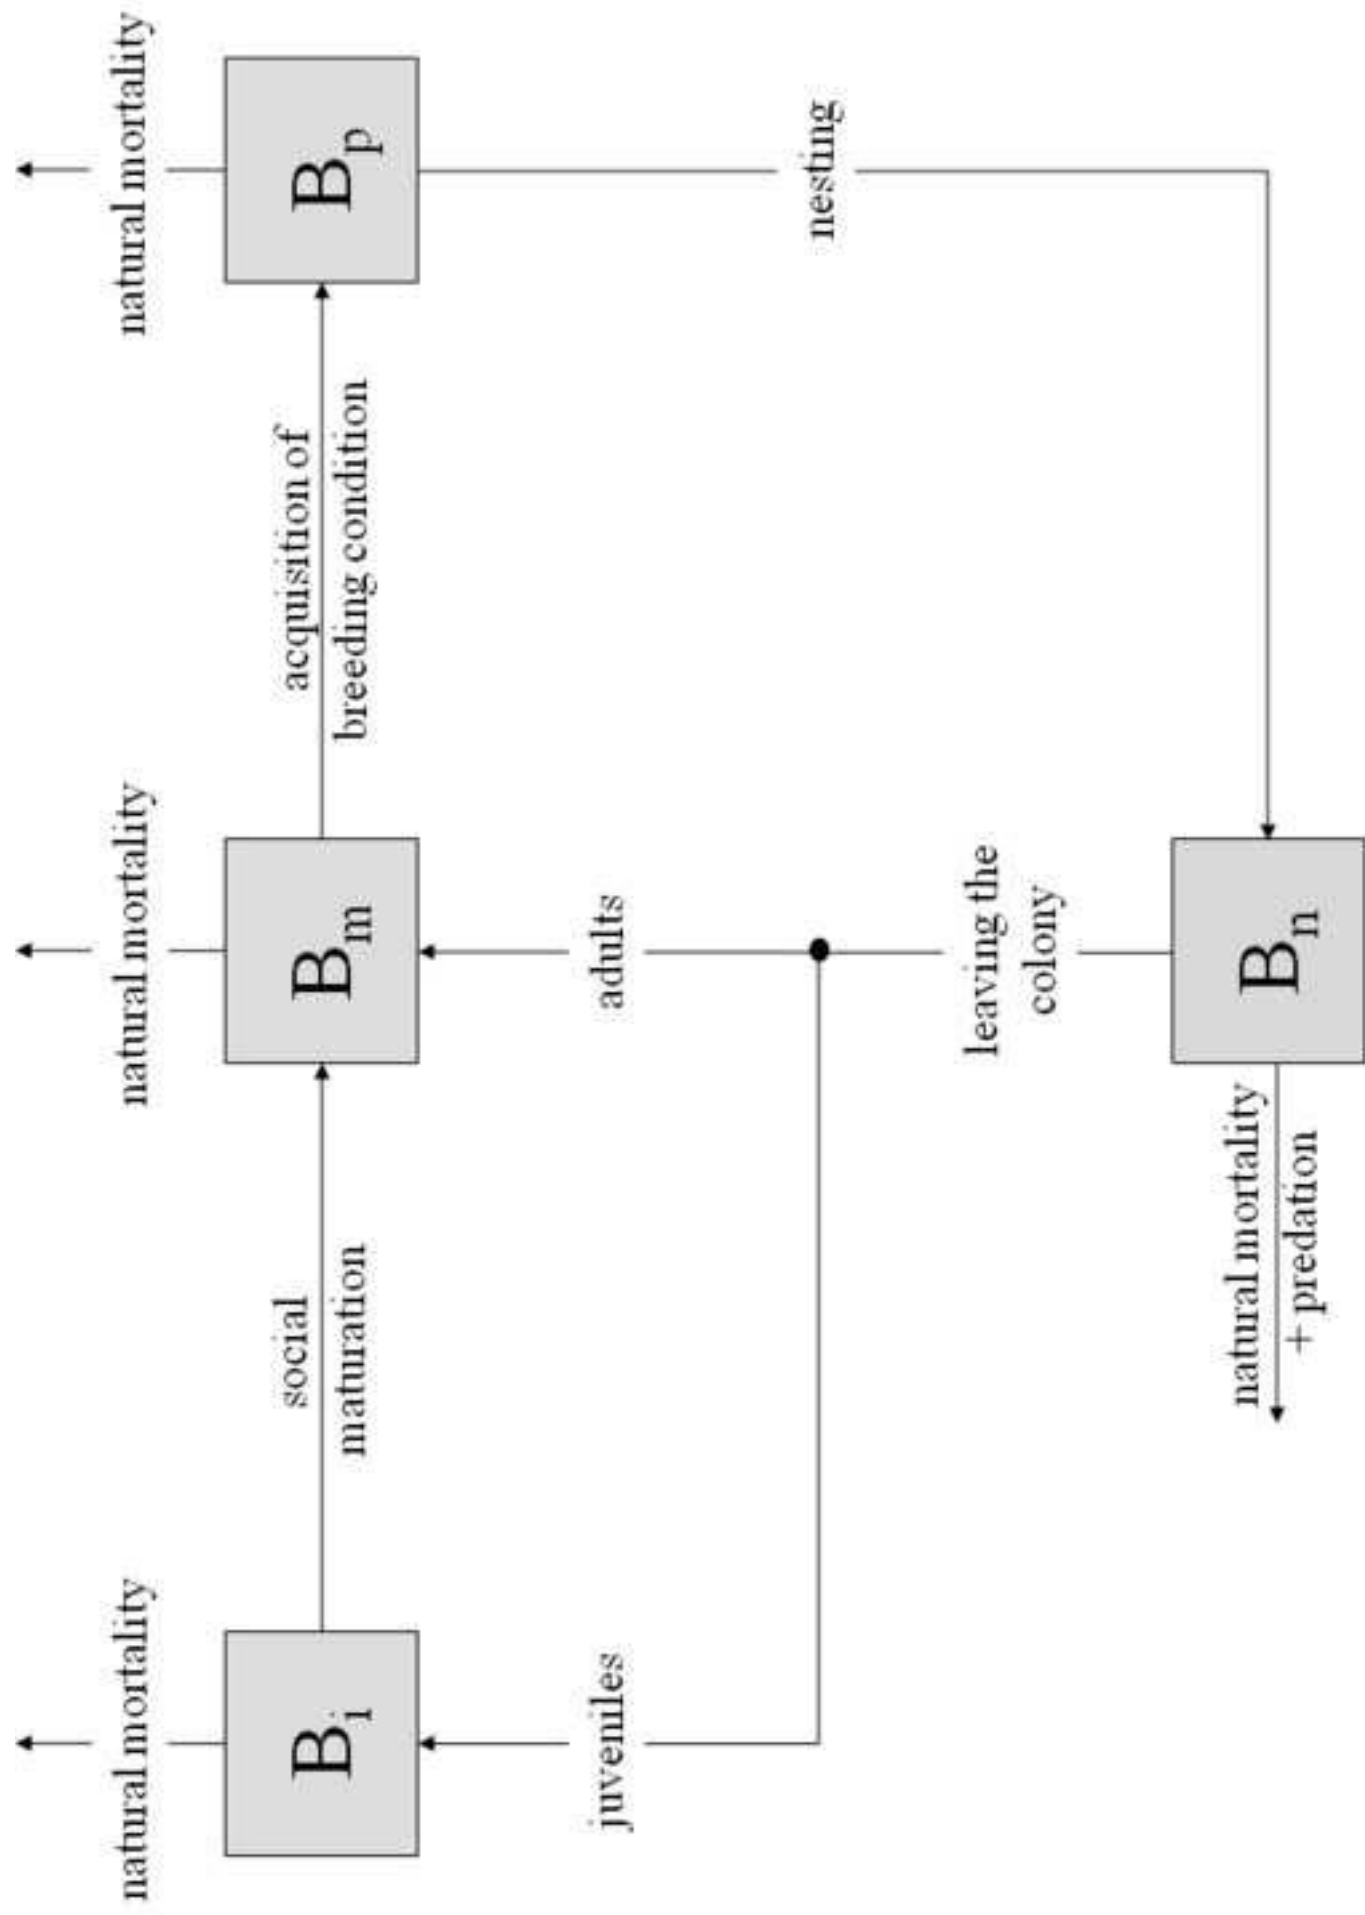 natural mortality
natural mortality
natural mortality
B_i
social
maturation
B_m
acquisition of
breeding condition
B_p
juveniles
adults
nesting
leaving the
colony
natural mortality
+ predation
B_n